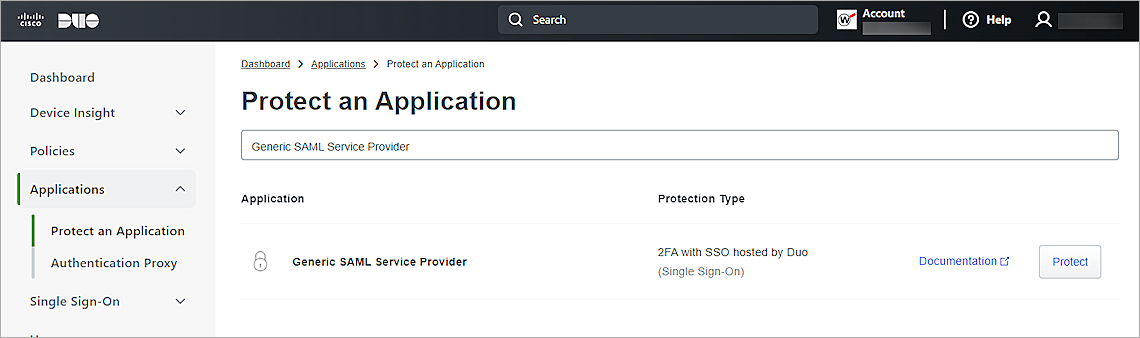 CISCO DUO Search Account Help
Dashboard
Device Insight
Policies
Applications
Protect an Application
Authentication Proxy
Single Sign-On
Dashboard > Applications > Protect an Application
Protect an Application
Generic SAML Service Provider
Application Protection Type
Generic SAML Service Provider
2FA with SSO hosted by Duo
(Single Sign-On)
Documentation
Protect